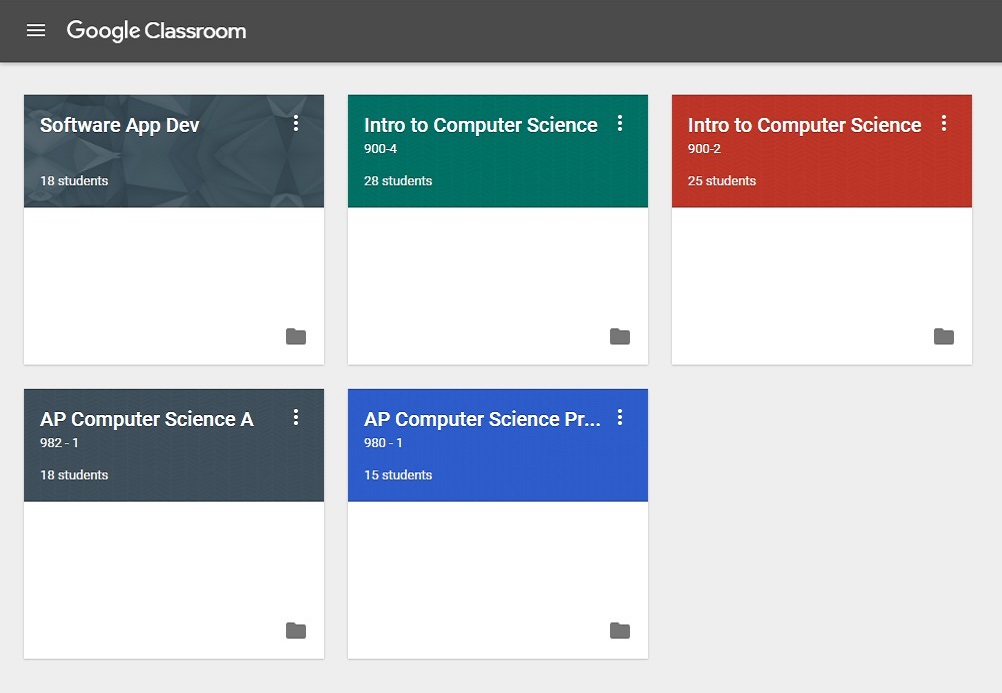 Google Classroom
Software App Dev
18 students
Intro to Computer Science
900-4
28 students
Intro to Computer Science
900-2
25 students
AP Computer Science A
982 - 1
18 students
AP Computer Science Pr...
980 - 1
15 students